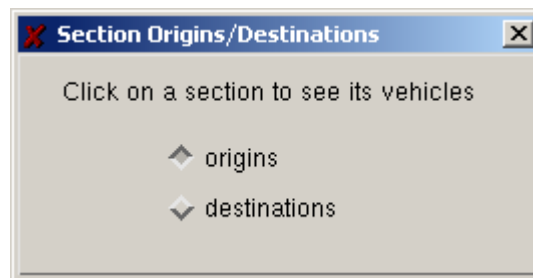 Section Origins/Destinations
Click on a section to see its vehicles
origins
destinations